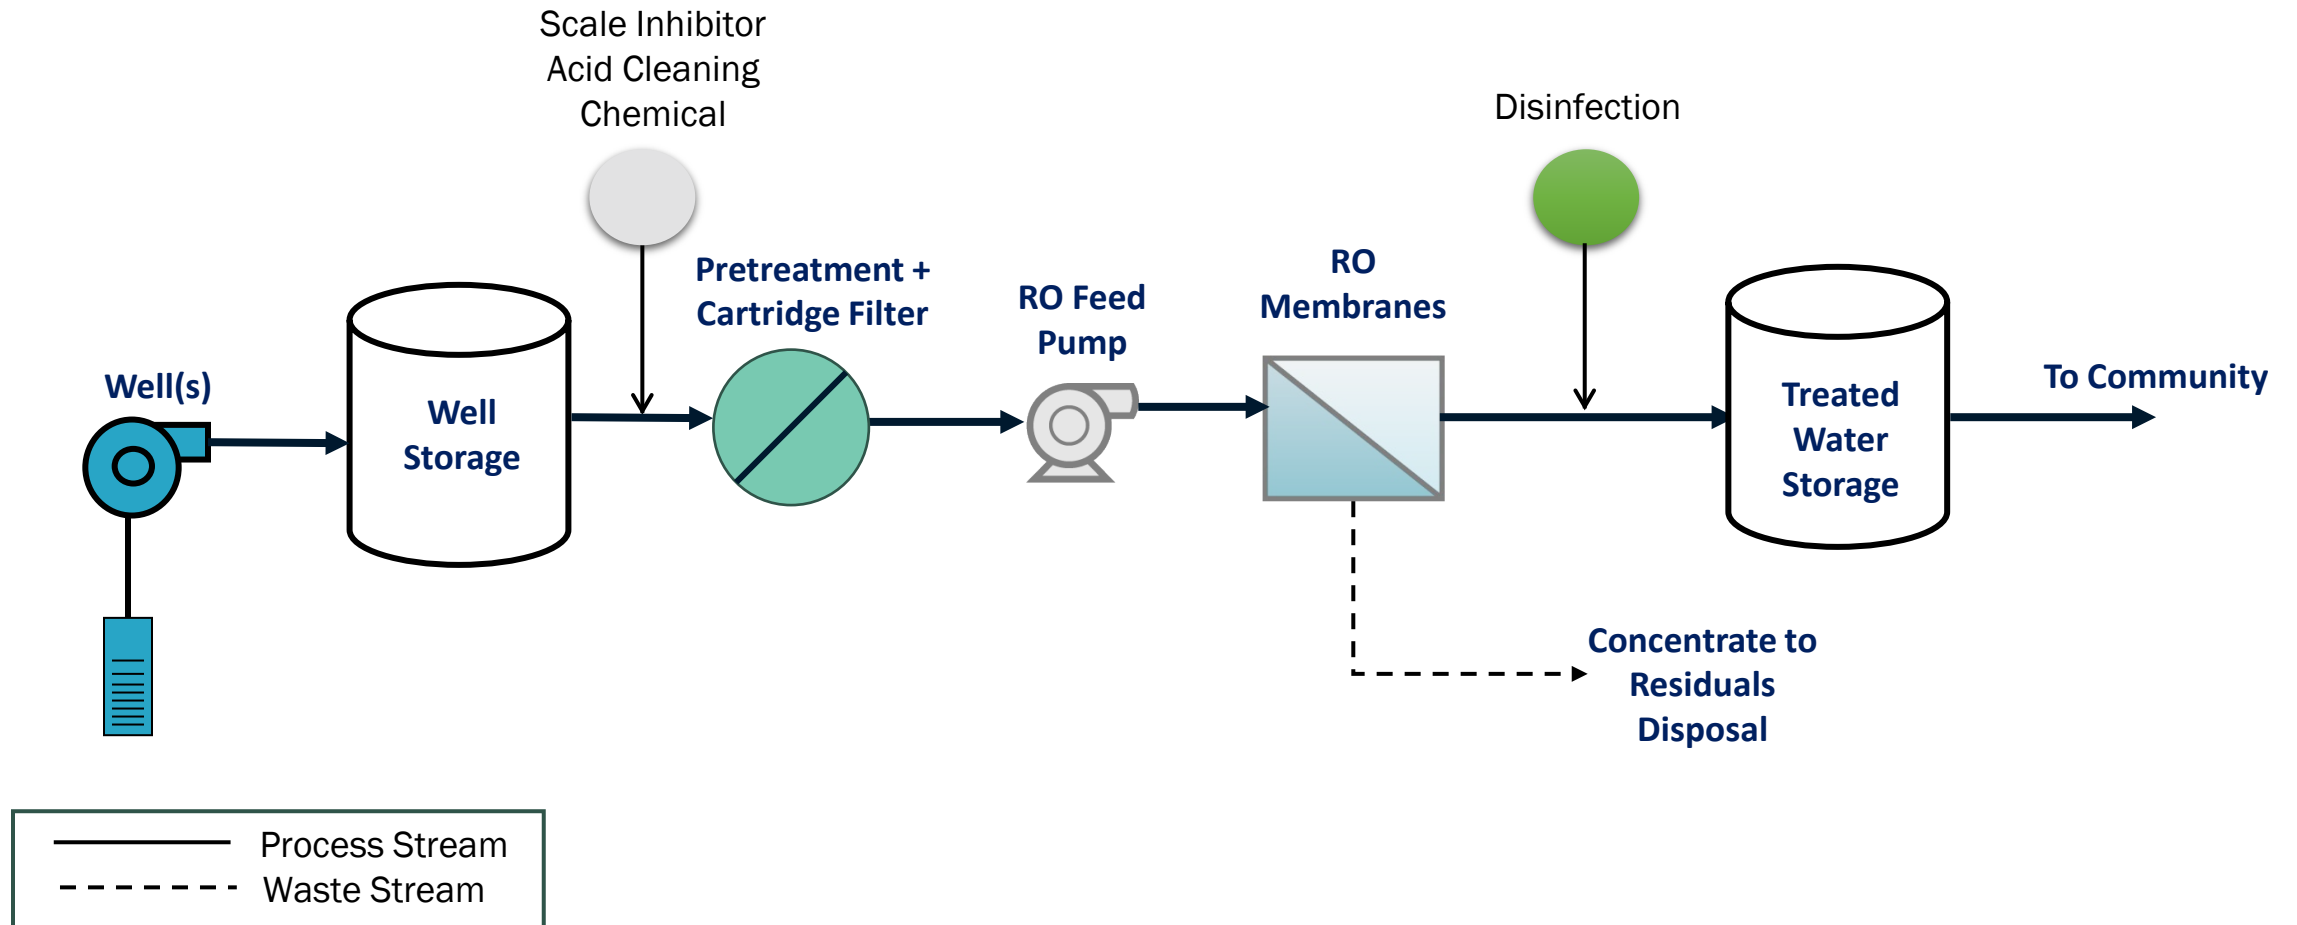 Scale Inhibitor
Acid Cleaning
Chemical
Disinfection
Pretreatment +
Cartridge Filter
RO Feed
Pump
RO
Membranes
Well(s)
Well
Storage
Treated
Water
Storage
To Community
Concentrate to
Residuals
Disposal
Process Stream
Waste Stream